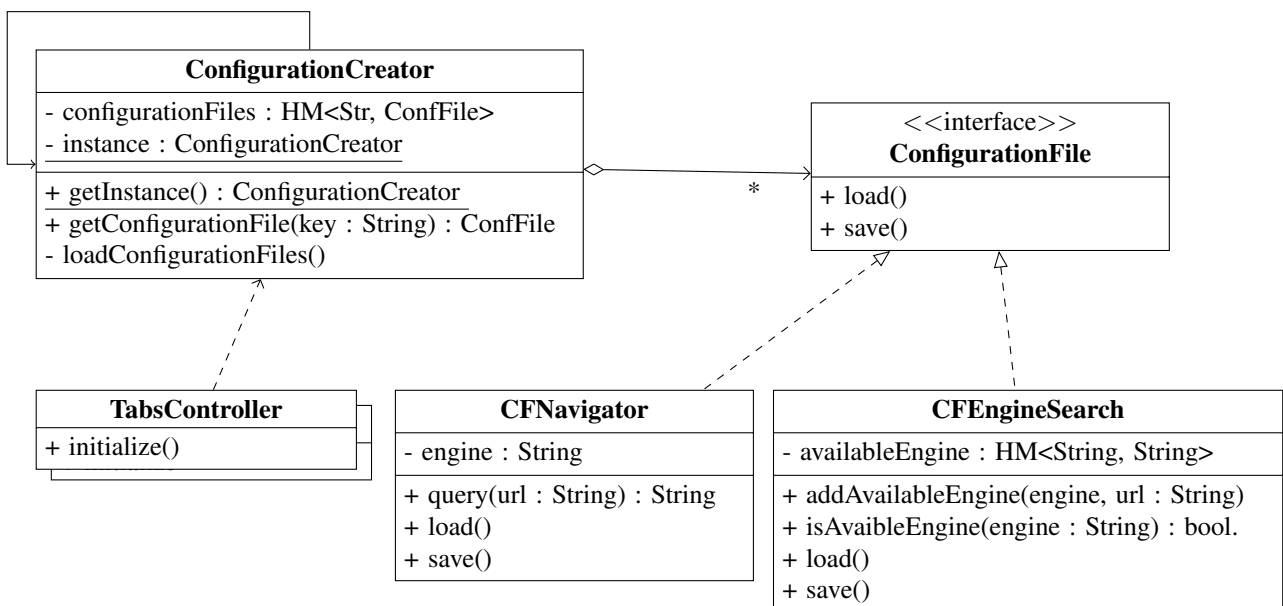 ConfigurationCreator
- configurationFiles : HM<Str, ConfFile>
- instance : ConfigurationCreator
+ getInstance() : ConfigurationCreator
+ getConfigurationFile(key : String) : ConfFile
- loadConfigurationFiles()
*
<<interface>>
ConfigurationFile
+ load()
+ save()
TabsController
+ initialize()
CFNavigator
- engine : String
+ query(url : String) : String
+ load()
+ save()
CFEngineSearch
- availableEngine : HM<String, String>
+ addAvailableEngine(engine, url : String)
+ isAvaibleEngine(engine : String) : bool.
+ load()
+ save()